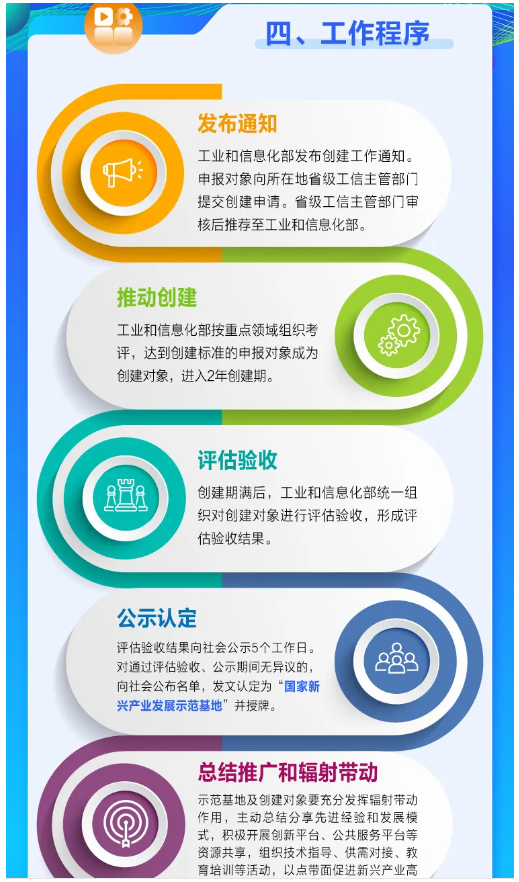 四、工作程序
发布通知
工业和信息化部发布创建工作通知。
申报对象向所在地省级工信主管部门
提交创建申请。省级工信主管部门审
核后推荐至工业和信息化部。
推动创建
工业和信息化部按重点领域组织考
评，达到创建标准的申报对象成为
创建对象，进入2年创建期。
评估验收
创建期满后，工业和信息化部统一组
织对创建对象进行评估验收，形成评
估验收结果。
公示认定
评估验收结果向社会公示5个工作日。
对通过评估验收、公示期间无异议的，
向社会公布名单，发文认定为“国家新
兴产业发展示范基地”并授牌。
总结推广和辐射带动
示范基地及创建对象要充分发挥辐射带动
作用，主动总结分享先进经验和发展模
式，积极开展创新平台、公共服务平台等
资源共享，组织技术指导、供需对接、教
育培训等活动，以点带面促进新兴产业高